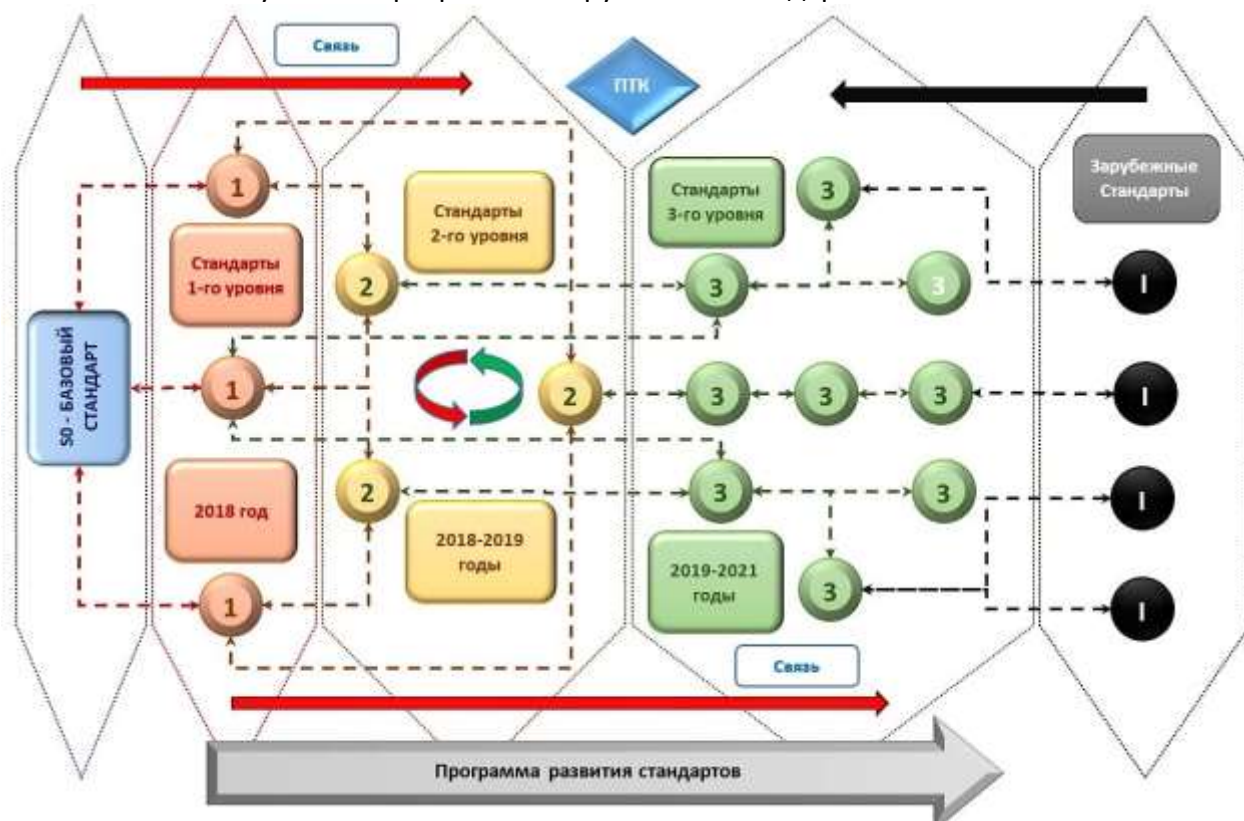 Связь
ПТК
Зарубежные
Стандарты
1
3
Стандарты
2-го уровня
Стандарты
3-го уровня
Стандарты
1-го уровня
2
3
3
I
S0 - БАЗОВЫЙ
СТАНДАРТ
1
2
3
3
3
I
2018 год
2
3
3
I
2018-2019
годы
2019-2021
годы
1
3
I
Связь
Программа развития стандартов